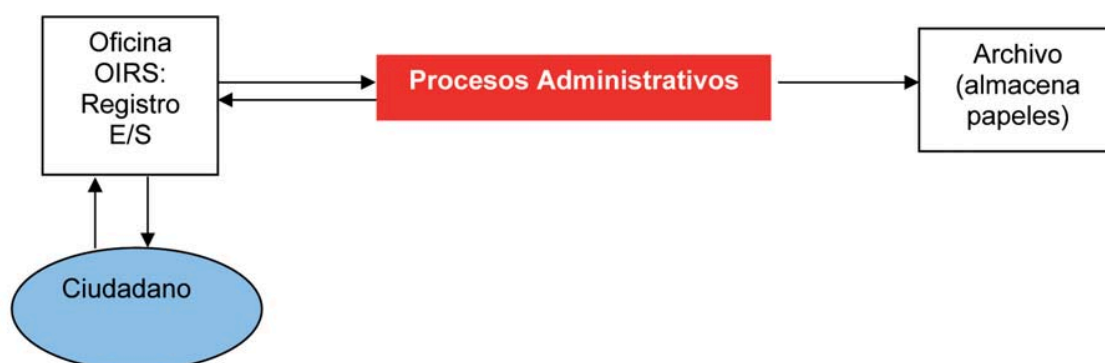 Oficina
OIRS:
Registro
E/S
Procesos Administrativos
Archivo
(almacena
papeles)
Ciudadano